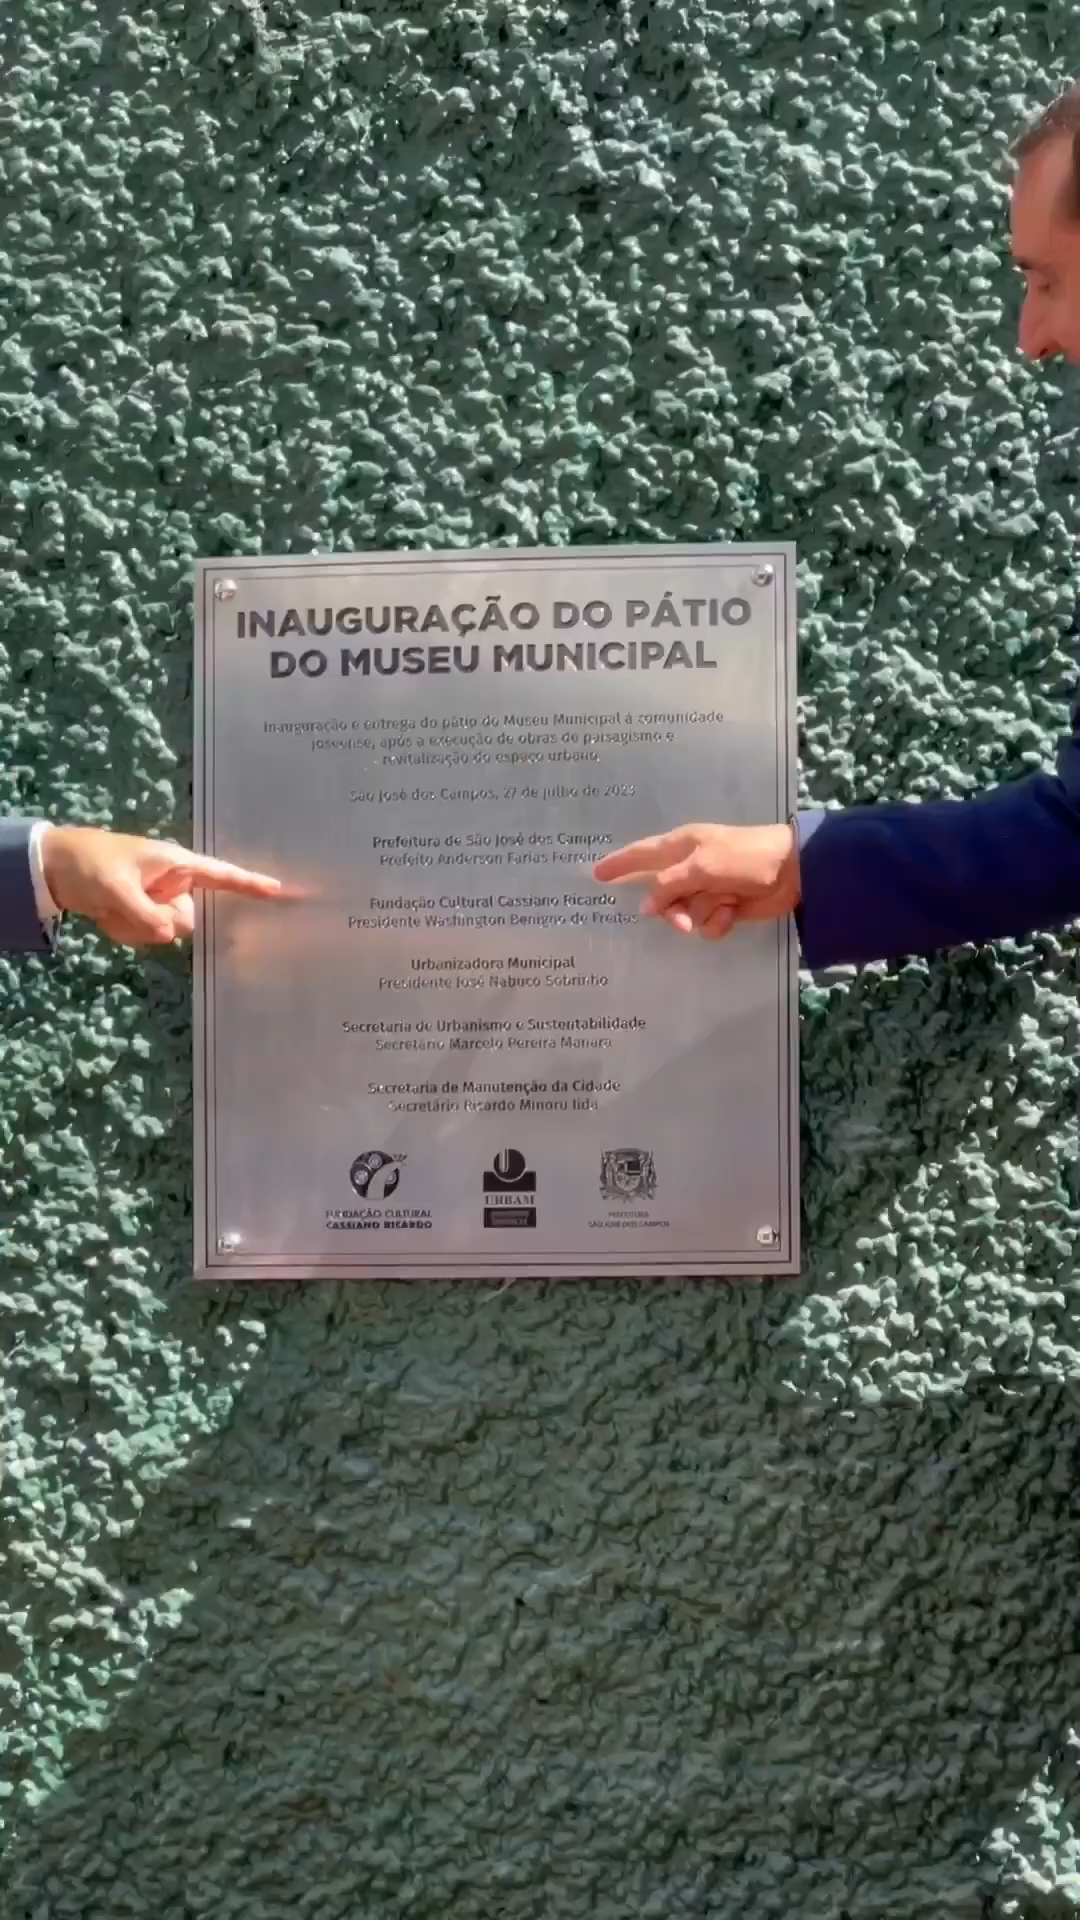 INAUGURAÇÃO DO PÁTIO
DO MUSEU MUNICIPAL
Inauguração e entrega do pátio do Museu Municipal à comunidade
joseense, após a execução de obras de paisagismo e
revitalização do espaço urbano.
São José dos Campos, 27 de julho de 2023
Prefeitura de São José dos Campos
Prefeito Anderson Farias Ferreira
Fundação Cultural Cassiano Ricardo
Presidente Washington Benigno de Freitas
Urbanizadora Municipal
Presidente José Nabuco Sobrinho
Secretaria de Urbanismo e Sustentabilidade
Secretário Marcelo Pereira Manara
Secretaria de Manutenção da Cidade
Secretário Ricardo Minoru Iida
FUNDAÇÃO CULTURAL
CASSIANO RICARDO
URBAM
PREFEITURA
SÃO JOSÉ DOS CAMPOS